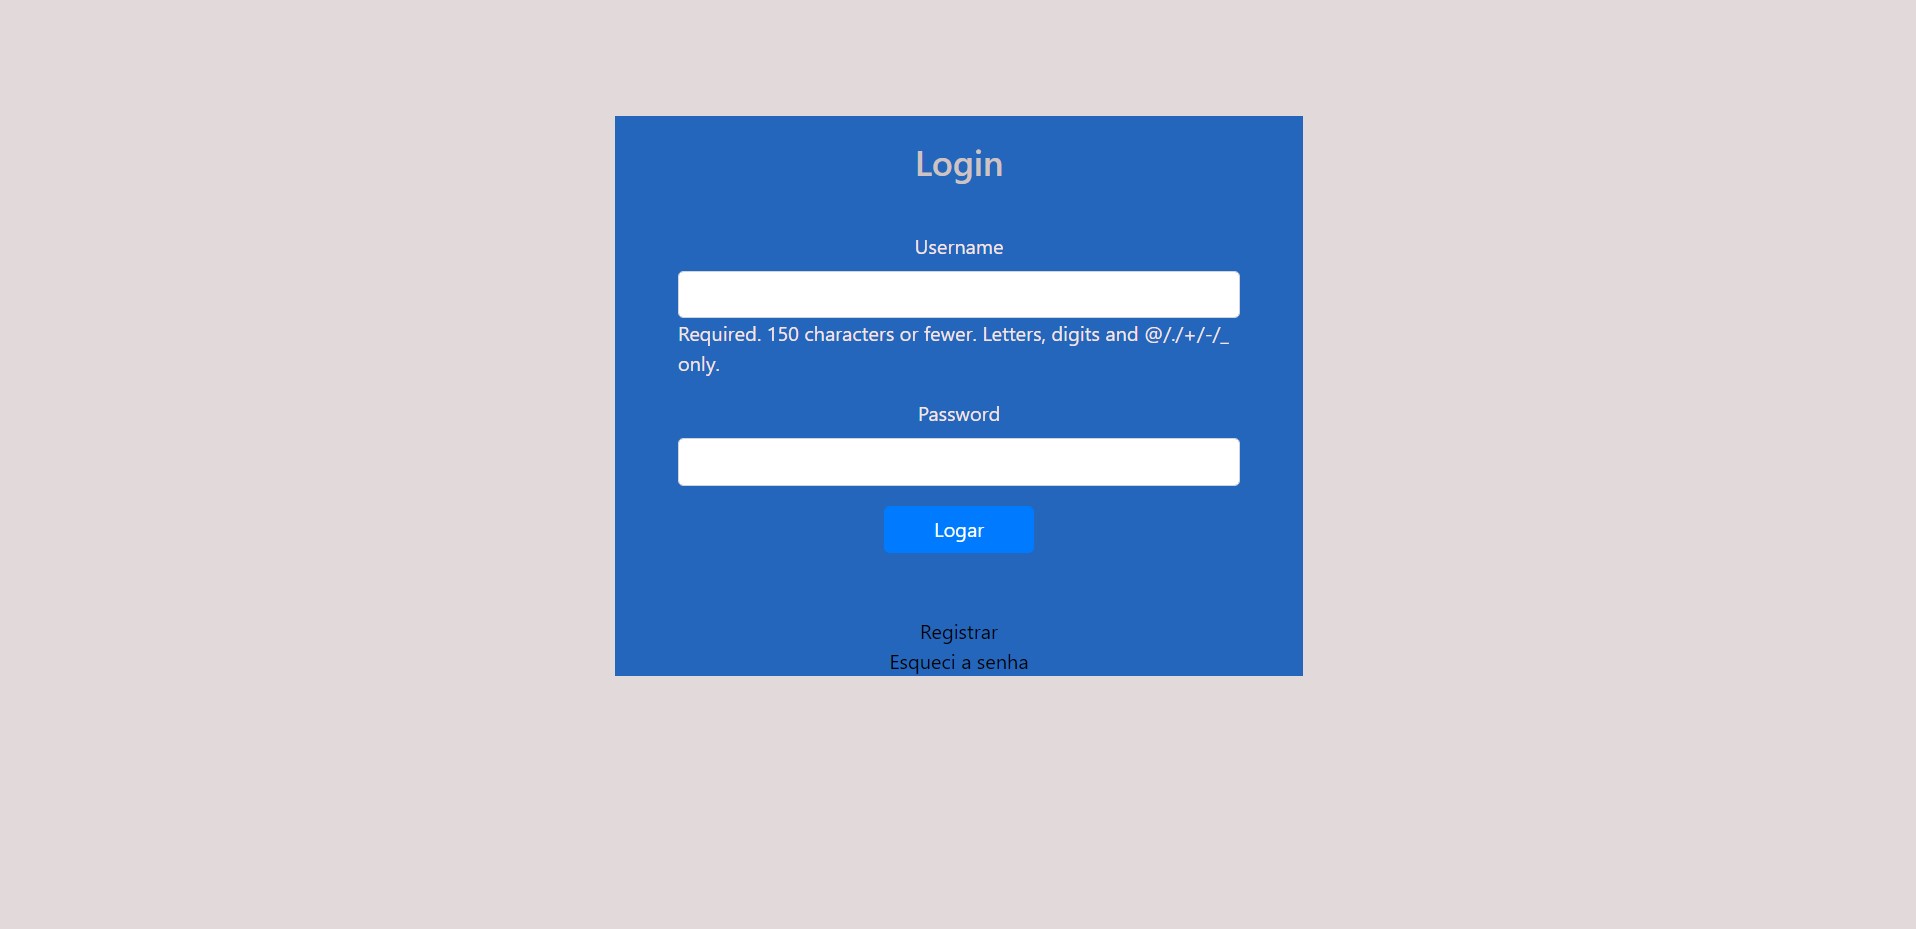 Login
Username
Required. 150 characters or fewer. Letters, digits and @/./+/-/_
only.
Password
Logar
Registrar
Esqueci a senha